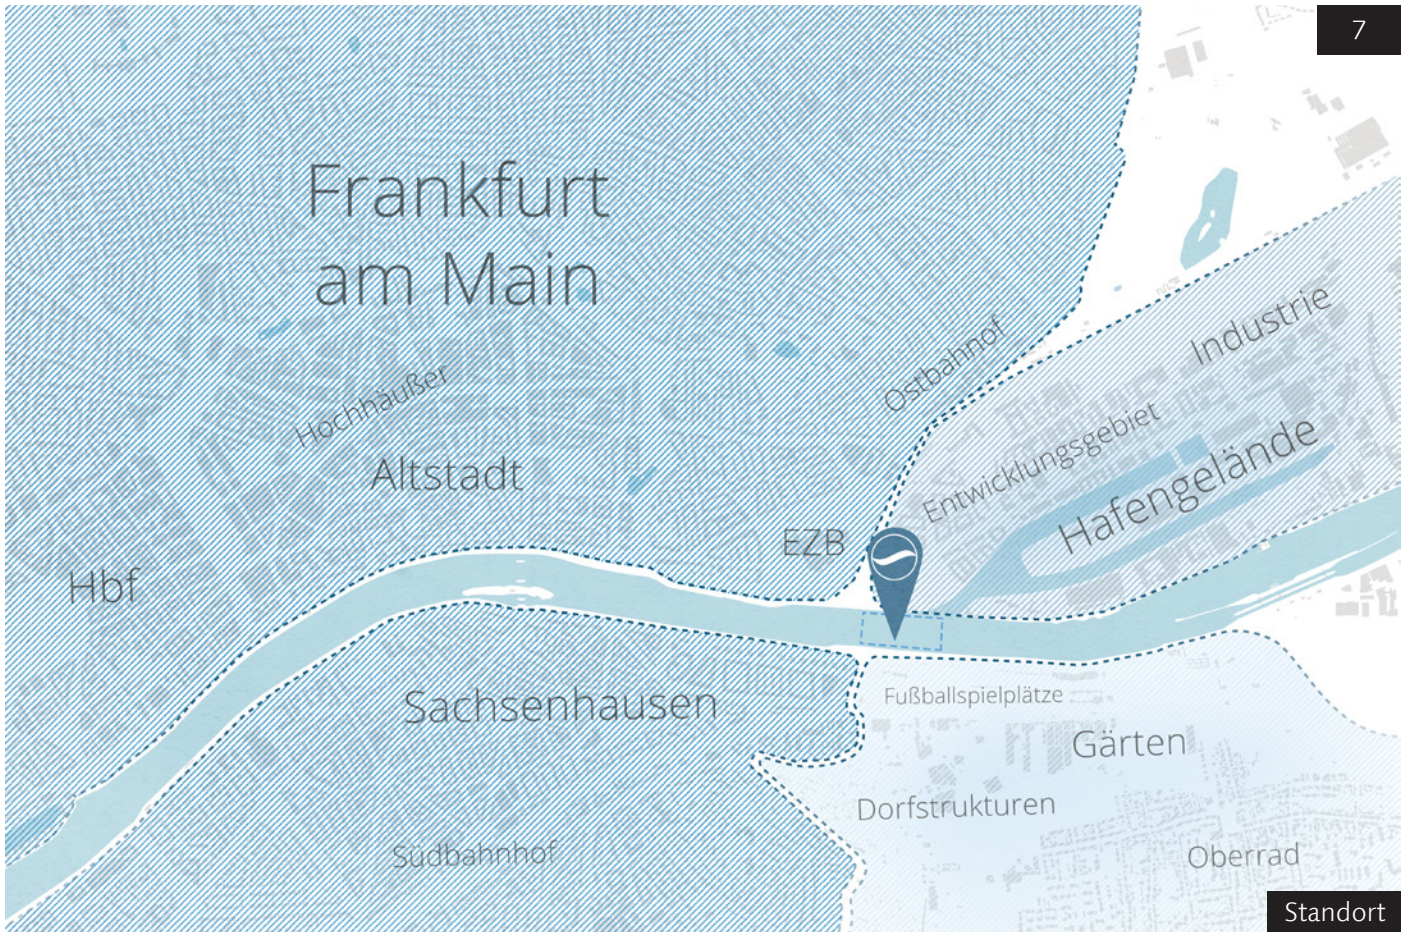 7
Frankfurt
am Main
Industrie
Ostbahnhof
Hochhäußer
Entwicklungsgebiet
Hafengelände
Altstadt
EZB
Hbf
Fußballspielplätze
Sachsenhausen
Gärten
Dorfstrukturen
Südbahnhof
Oberrad
Standort